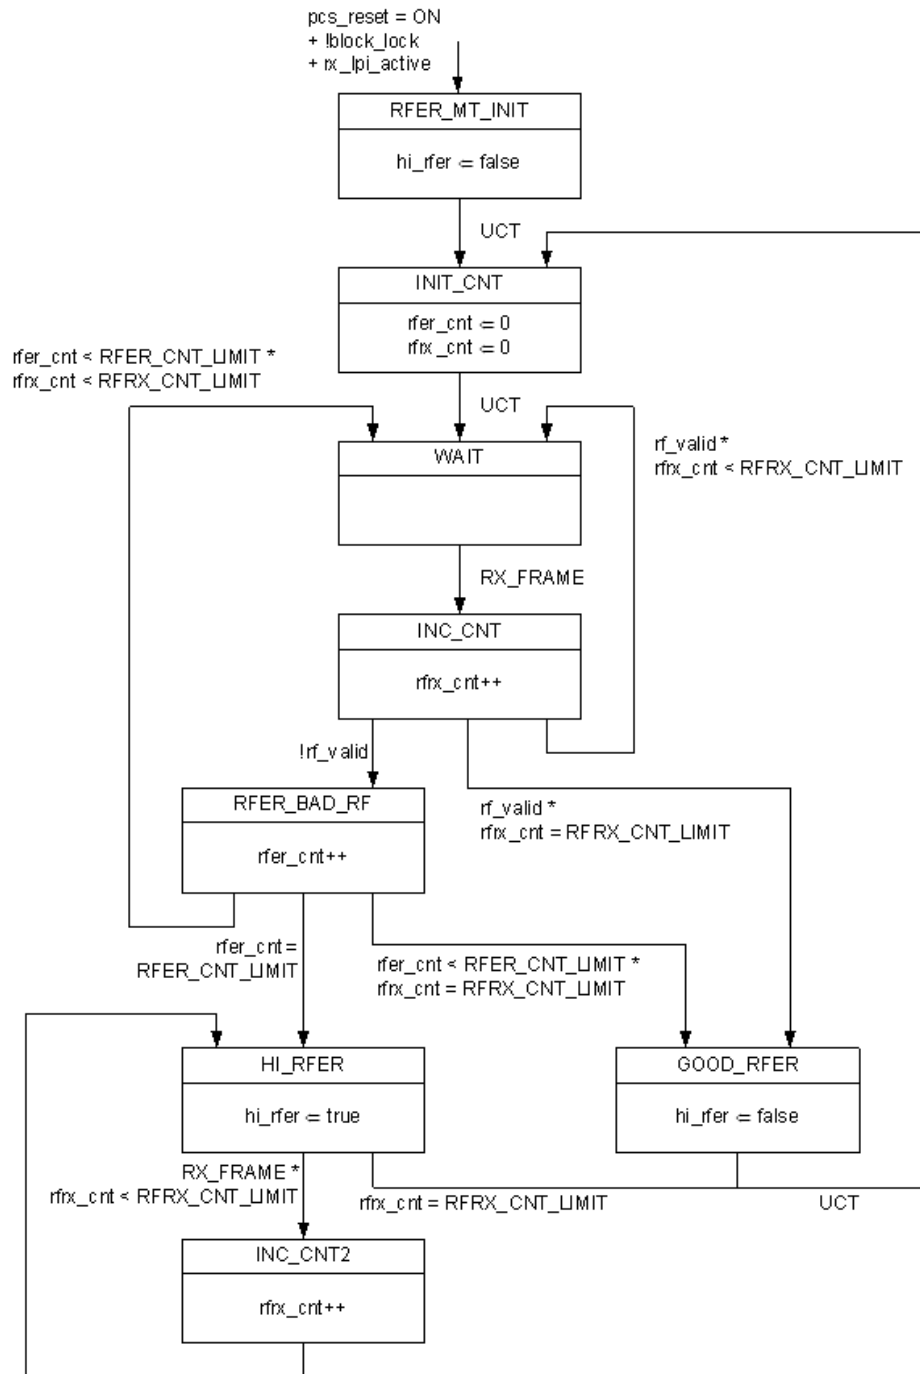 pcs_reset = ON
+ !block_lock
+ rx_lpi_active
RFER_MT_INIT
hi_rfer ⇐ false
UCT
INIT_CNT
rfer_cnt ⇐ 0
rfrx_cnt ⇐ 0
rfer_cnt < RFER_CNT_LIMIT *
rfrx_cnt < RFRX_CNT_LIMIT
UCT
rf_valid *
rfrx_cnt < RFRX_CNT_LIMIT
WAIT
RX_FRAME
INC_CNT
rfrx_cnt++
!rf_valid
RFER_BAD_RF
rfer_cnt++
rf_valid *
rfrx_cnt = RFRX_CNT_LIMIT
rfer_cnt =
RFER_CNT_LIMIT
rfer_cnt < RFER_CNT_LIMIT *
rfrx_cnt = RFRX_CNT_LIMIT
HI_RFER
hi_rfer ⇐ true
GOOD_RFER
hi_rfer ⇐ false
RX_FRAME *
rfrx_cnt < RFRX_CNT_LIMIT
rfrx_cnt = RFRX_CNT_LIMIT
UCT
INC_CNT2
rfrx_cnt++